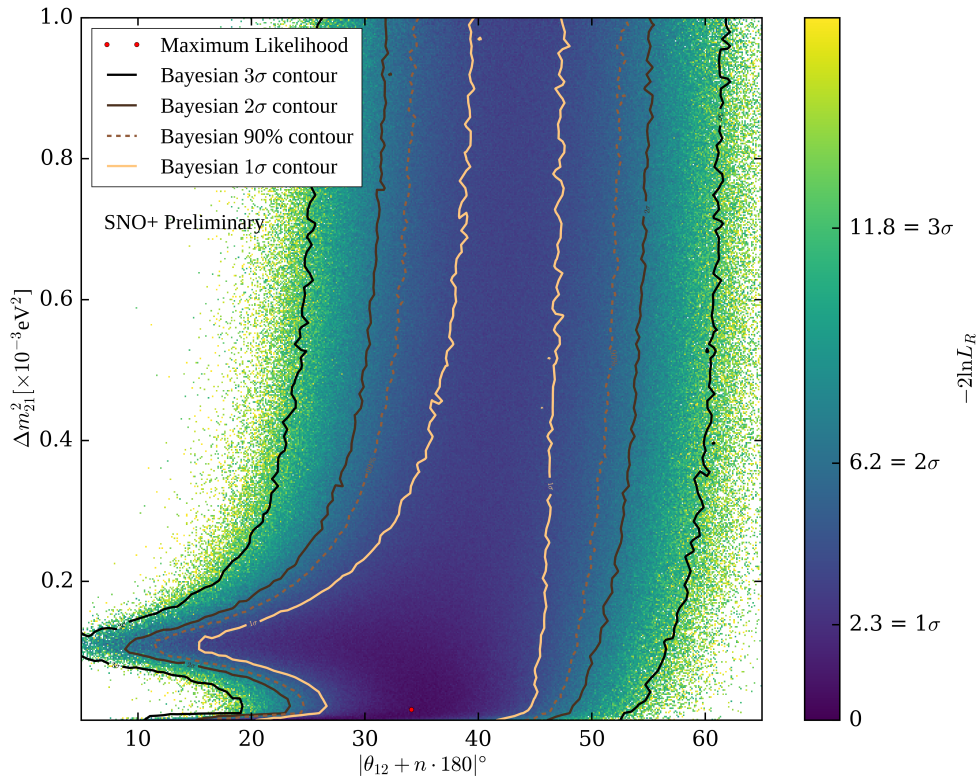 1.0
0.8
0.6
0.4
0.2
Δm²₂₁[×10⁻³eV²]
Maximum Likelihood
Bayesian 3σ contour
Bayesian 2σ contour
Bayesian 90% contour
Bayesian 1σ contour
SNO+ Preliminary
10 20 30 40 50 60
|θ₁₂ + n · 180|°
11.8 = 3σ
6.2 = 2σ
2.3 = 1σ
0
−2lnL_R